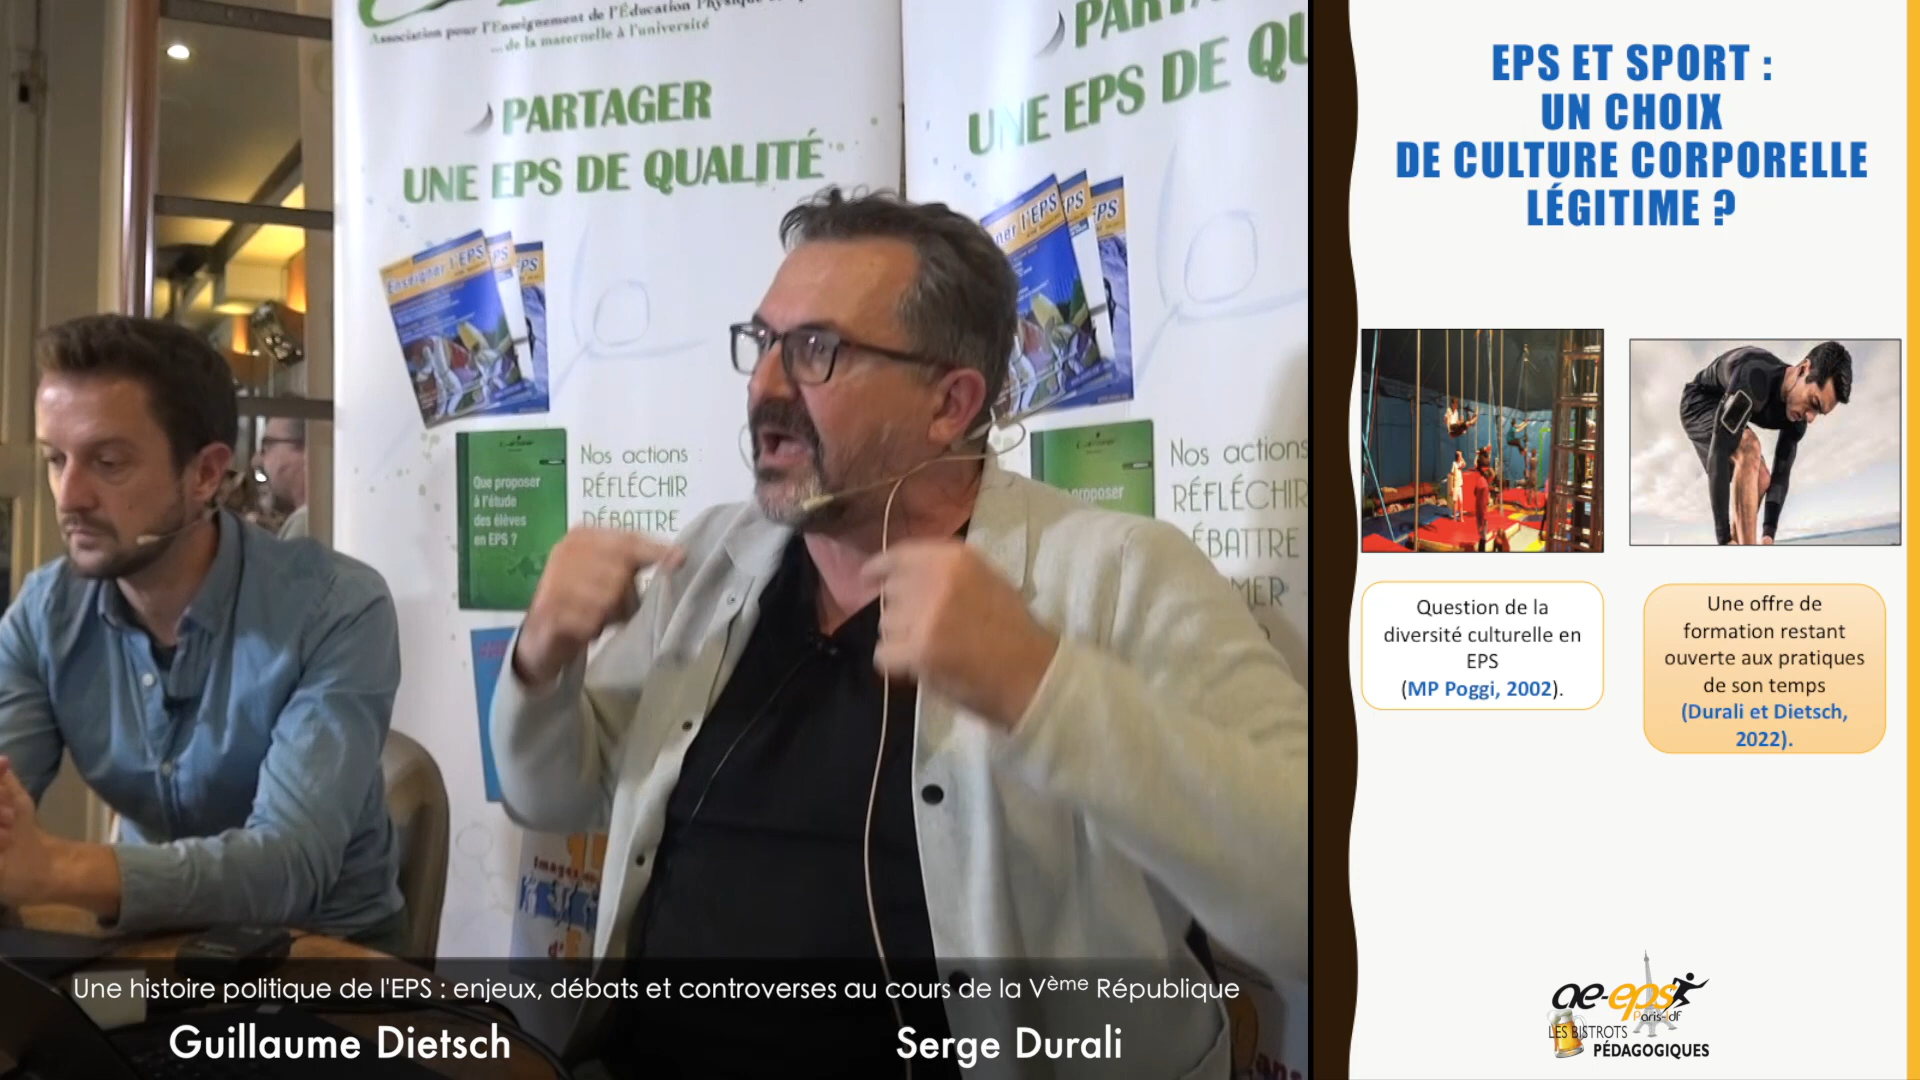 Association pour l'Enseignement de l'Éducation Physique
... de la maternelle à l'université
PARTAGER
UNE EPS DE QUALITÉ
Enseigner l'EPS
EPS
EPS
Que proposer
à l'étude
des élèves
en EPS ?
Nos actions :
RÉFLÉCHIR
DÉBATTRE
UNE EPS DE QU
EPS
EPS
proposer
Nos actions
RÉFLÉCHIR
Une histoire politique de l'EPS : enjeux, débats et controverses au cours de la Vème République
Guillaume Dietsch
Serge Durali
EPS ET SPORT :
UN CHOIX
DE CULTURE CORPORELLE
LÉGITIME ?
Question de la
diversité culturelle en
EPS
(MP Poggi, 2002).
Une offre de
formation restant
ouverte aux pratiques
de son temps
(Durali et Dietsch,
2022).
ae-eps
Paris-IdF
LES BISTROTS
PÉDAGOGIQUES